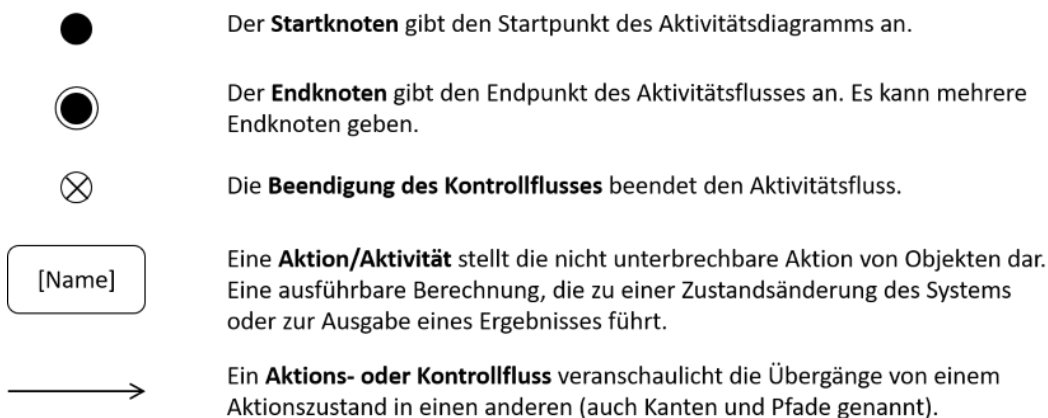 Der Startknoten gibt den Startpunkt des Aktivitätsdiagramms an.
Der Endknoten gibt den Endpunkt des Aktivitätsflusses an. Es kann mehrere
Endknoten geben.
Die Beendigung des Kontrollflusses beendet den Aktivitätsfluss.
[Name]
Eine Aktion/Aktivität stellt die nicht unterbrechbare Aktion von Objekten dar.
Eine ausführbare Berechnung, die zu einer Zustandsänderung des Systems
oder zur Ausgabe eines Ergebnisses führt.
Ein Aktions- oder Kontrollfluss veranschaulicht die Übergänge von einem
Aktionszustand in einen anderen (auch Kanten und Pfade genannt).